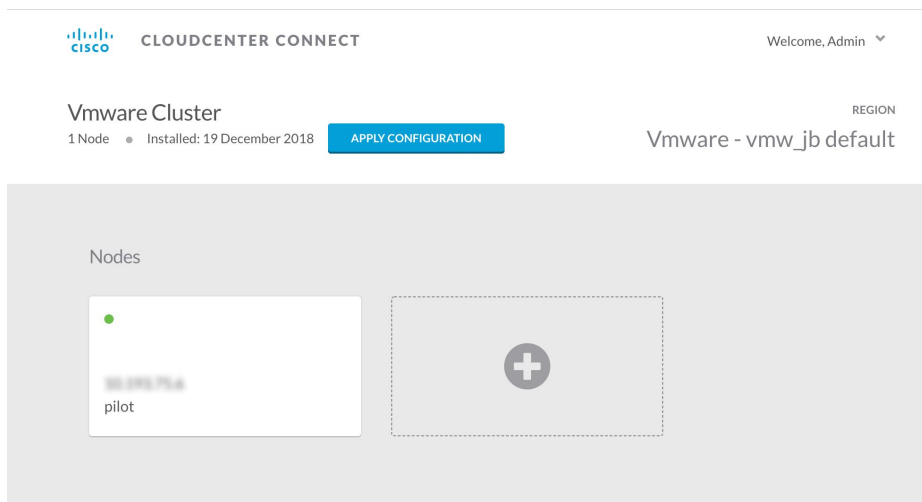 CISCO
CLOUDCENTER CONNECT
Welcome, Admin
Vmware Cluster
1 Node
Installed: 19 December 2018
APPLY CONFIGURATION
REGION
Vmware - vmw_jb default
Nodes
pilot